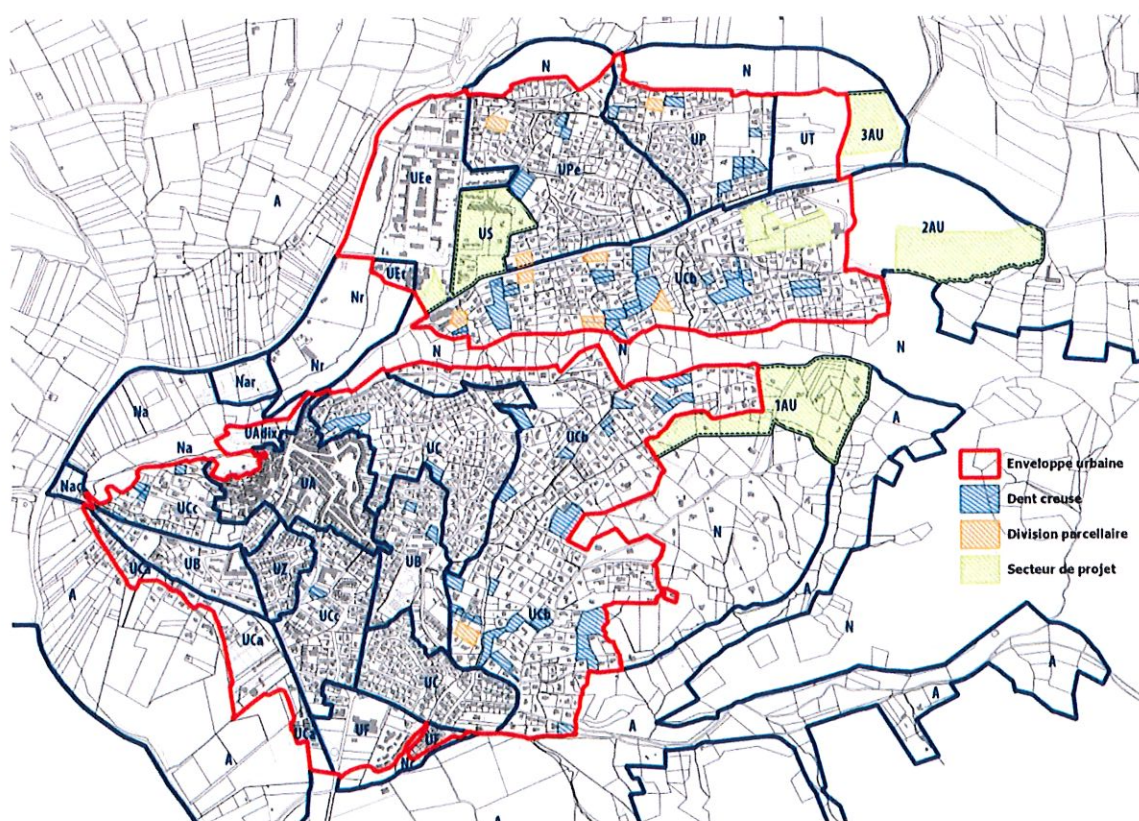 N
N
3AU
UP
UT
UPe
UEe
A
2AU
US
UCb
UEc
Nr
N
N
N
Nr
Nar
Na
1AU
A
UCb
Na
UAdix
UC
Enveloppe urbaine
UA
Nac
Dent creuse
UCc
N
Division parcellaire
UB
UZ
UB
UCa
Secteur de projet
A
A
UCc
UCb
N
UCa
A
UC
A
A
UCa
UF
A
UF
A